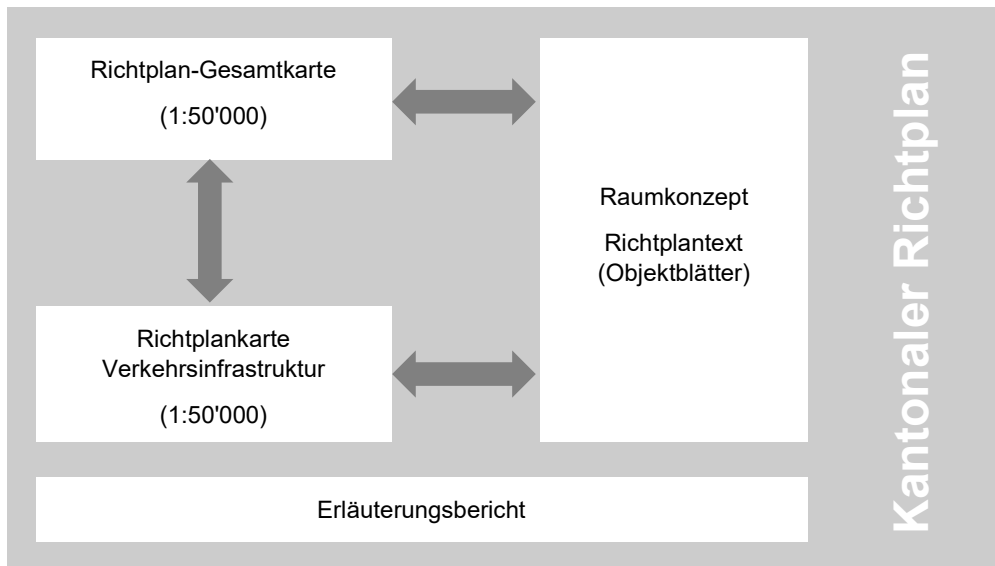 Richtplan-Gesamtkarte
(1:50'000)
Raumkonzept
Richtplantext
(Objektblätter)
Richtplankarte
Verkehrsinfrastruktur
(1:50'000)
Erläuterungsbericht
Kantonaler Richtplan